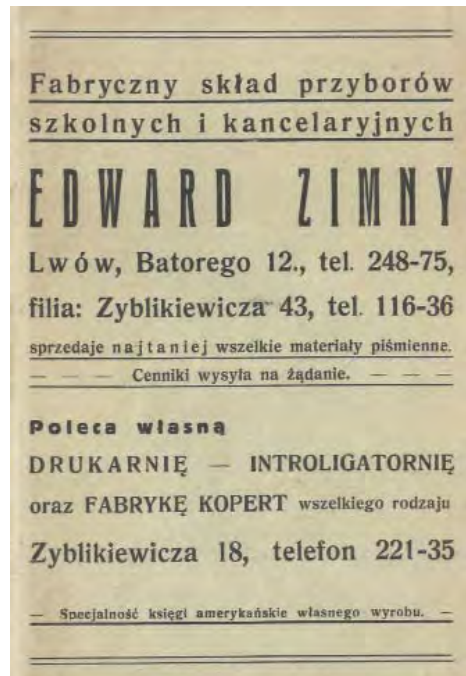 Fabryczny skład przyborów
szkolnych i kancelaryjnych
EDWARD ZIMNY
Lwów, Batorego 12., tel. 248-75,
filia: Zyblikiewicza 43, tel. 116-36
sprzedaje najtaniej wszelkie materiały piśmienne.
— — — Cenniki wysyła na żądanie. — — —
Poleca własną
DRUKARNIĘ — INTROLIGATORNIĘ
oraz FABRYKĘ KOPERT wszelkiego rodzaju
Zyblikiewicza 18, telefon 221-35
— Specjalność księgi amerykańskie własnego wyrobu. —